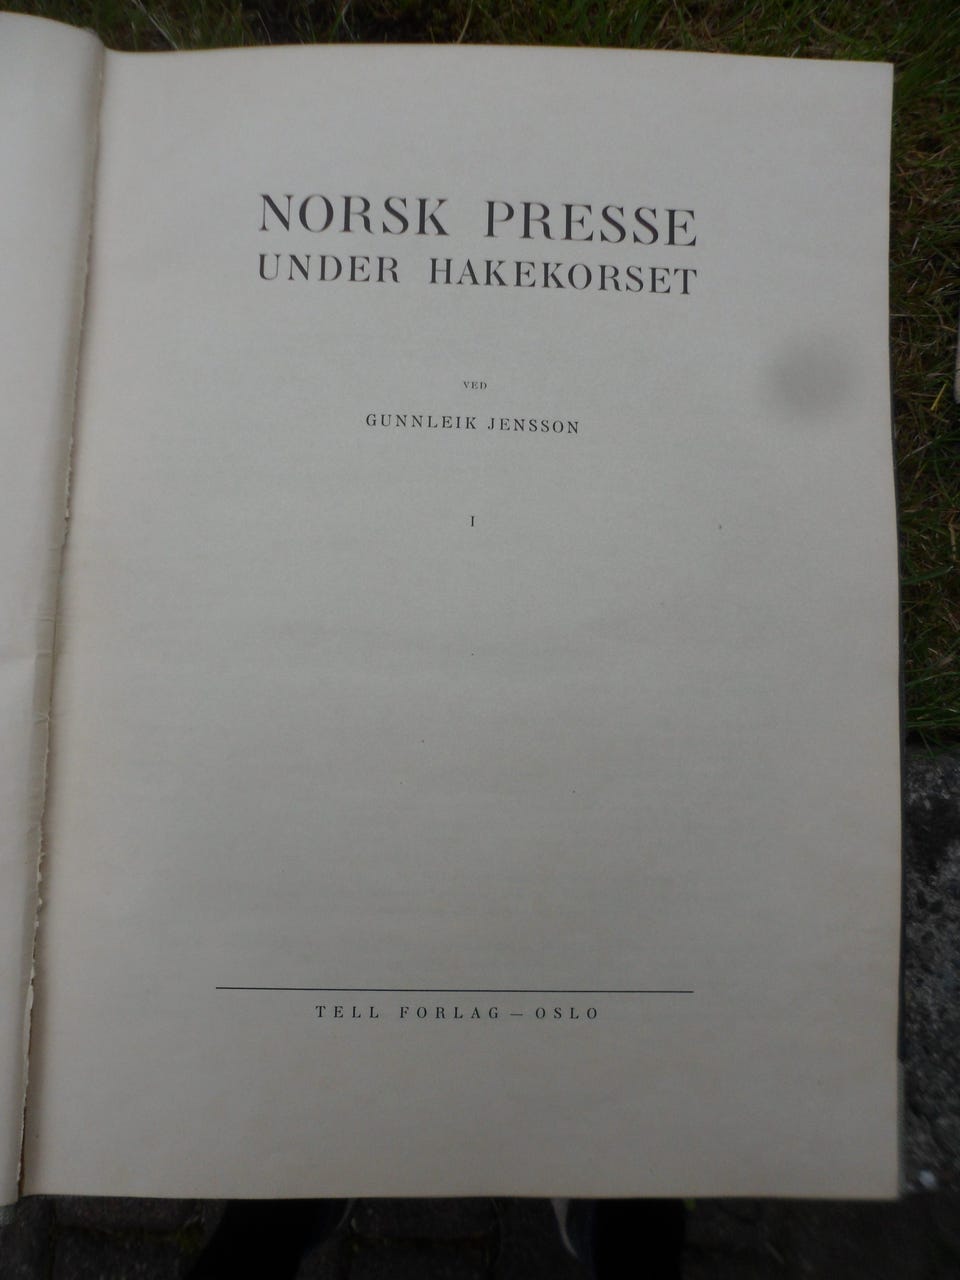 NORSK PRESSE
UNDER HAKEKORSET
VED
GUNNLEIK JENSSON
I
TELL FORLAG — OSLO